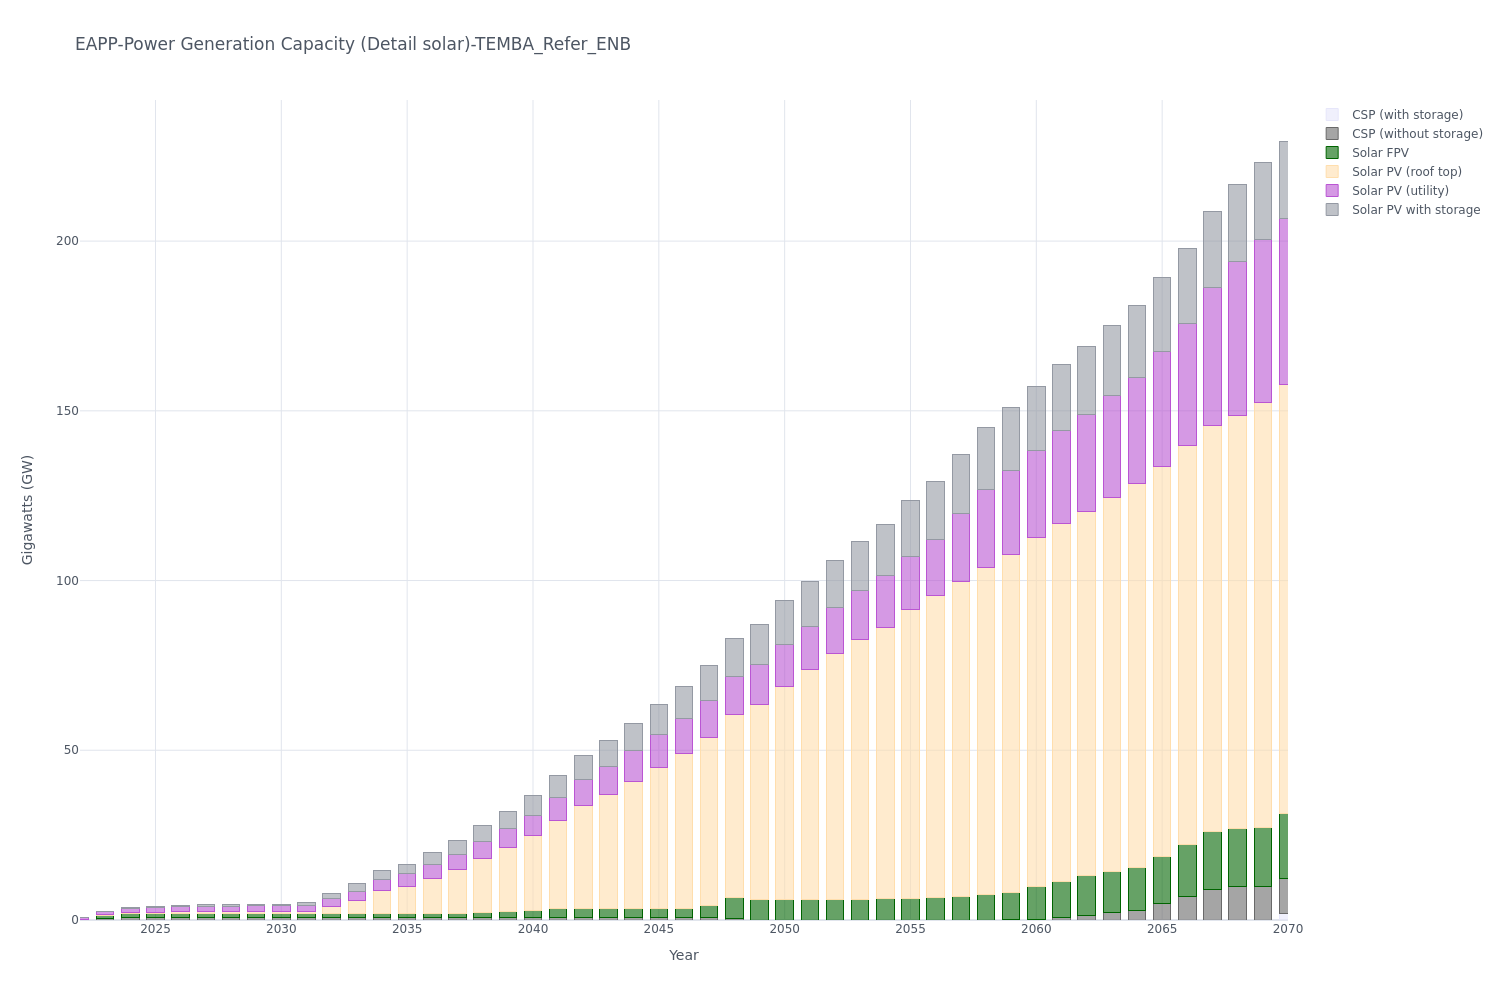 EAPP-Power Generation Capacity (Detail solar)-TEMBA_Refer_ENB
CSP (with storage)
CSP (without storage)
Solar FPV
Solar PV (roof top)
Solar PV (utility)
Solar PV with storage
Gigawatts (GW)
200
150
100
50
0
2025 2030 2035 2040 2045 2050 2055 2060 2065 2070
Year